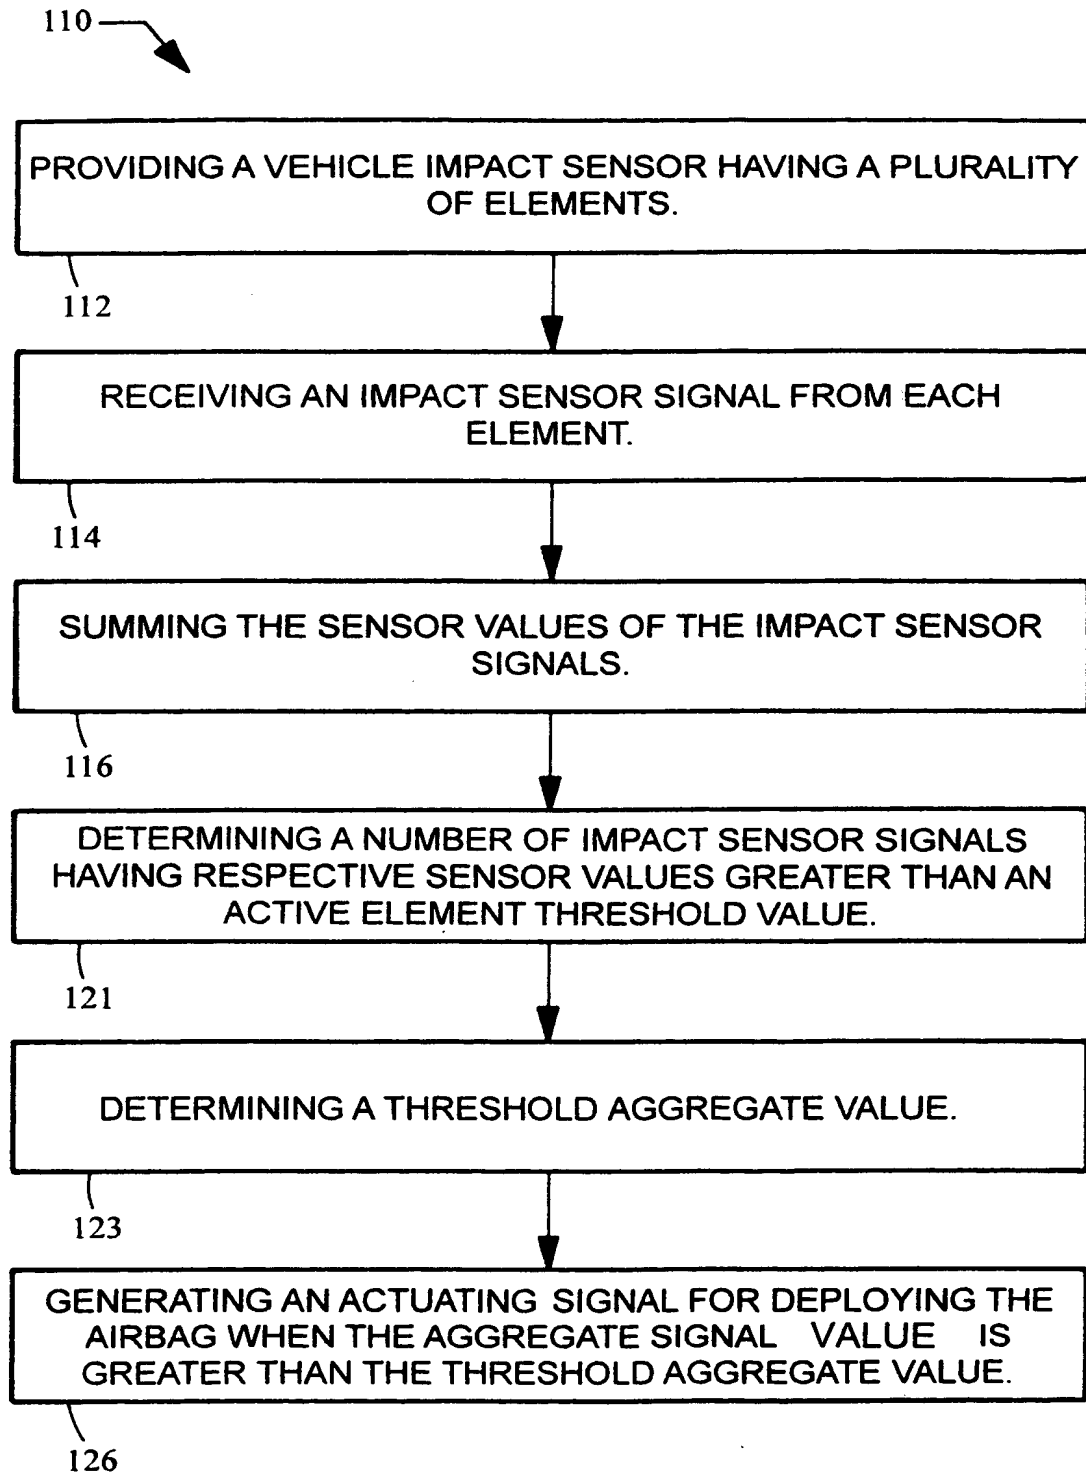 110
PROVIDING A VEHICLE IMPACT SENSOR HAVING A PLURALITY
OF ELEMENTS.
112
RECEIVING AN IMPACT SENSOR SIGNAL FROM EACH
ELEMENT.
114
SUMMING THE SENSOR VALUES OF THE IMPACT SENSOR
SIGNALS.
116
DETERMINING A NUMBER OF IMPACT SENSOR SIGNALS
HAVING RESPECTIVE SENSOR VALUES GREATER THAN AN
ACTIVE ELEMENT THRESHOLD VALUE.
121
DETERMINING A THRESHOLD AGGREGATE VALUE.
123
GENERATING AN ACTUATING SIGNAL FOR DEPLOYING THE
AIRBAG WHEN THE AGGREGATE SIGNAL VALUE IS
GREATER THAN THE THRESHOLD AGGREGATE VALUE.
126